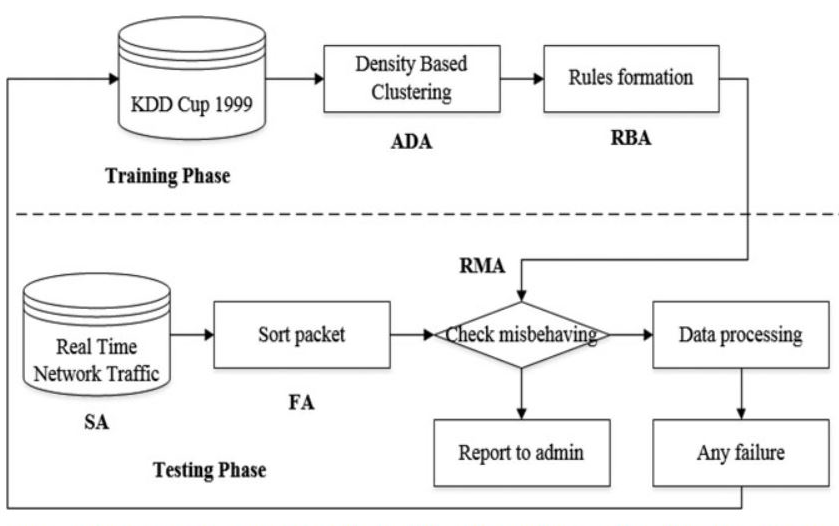 KDD Cup 1999
Density Based
Clustering
Rules formation
ADA
RBA
Training Phase
RMA
Real Time
Network Traffic
Sort packet
Check misbehaving
Data processing
SA
FA
Report to admin
Any failure
Testing Phase